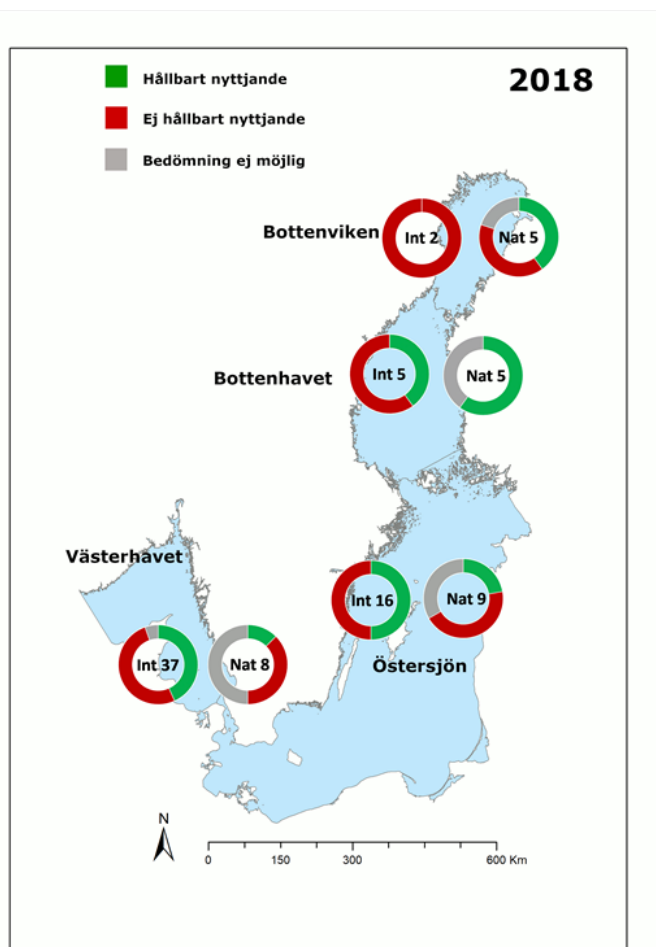 2018
Hållbart nyttjande
Ej hållbart nyttjande
Bedömning ej möjlig
Bottenviken
Int 2
Nat 5
Bottenhavet
Int 5
Nat 5
Västerhavet
Int 37
Nat 8
Int 16
Nat 9
Östersjön
N
0 150 300 600 Km